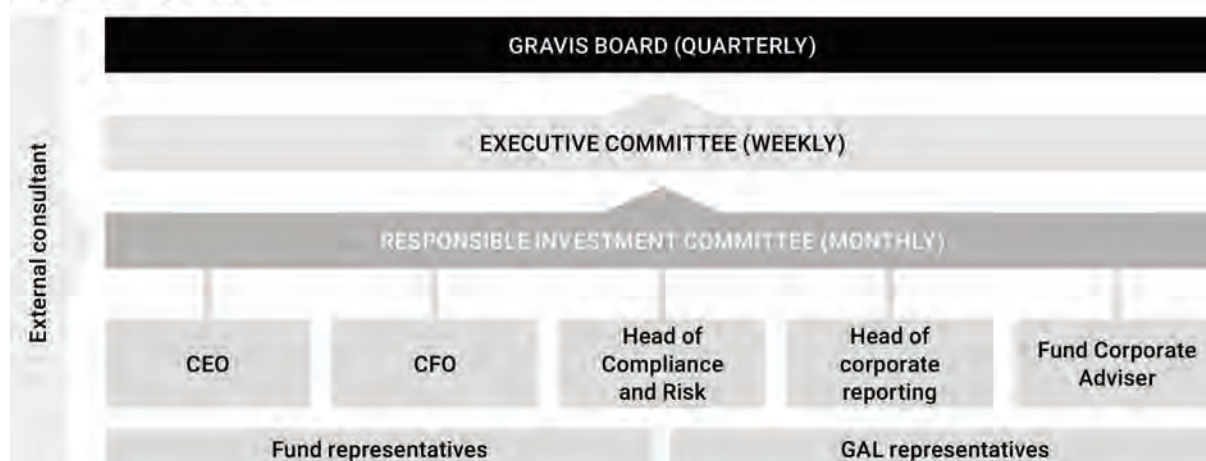 GRAVIS BOARD (QUARTERLY)
EXECUTIVE COMMITTEE (WEEKLY)
RESPONSIBLE INVESTMENT COMMITTEE (MONTHLY)
External consultant
CEO
CFO
Head of
Compliance
and Risk
Head of
corporate
reporting
Fund Corporate
Adviser
Fund representatives
GAL representatives